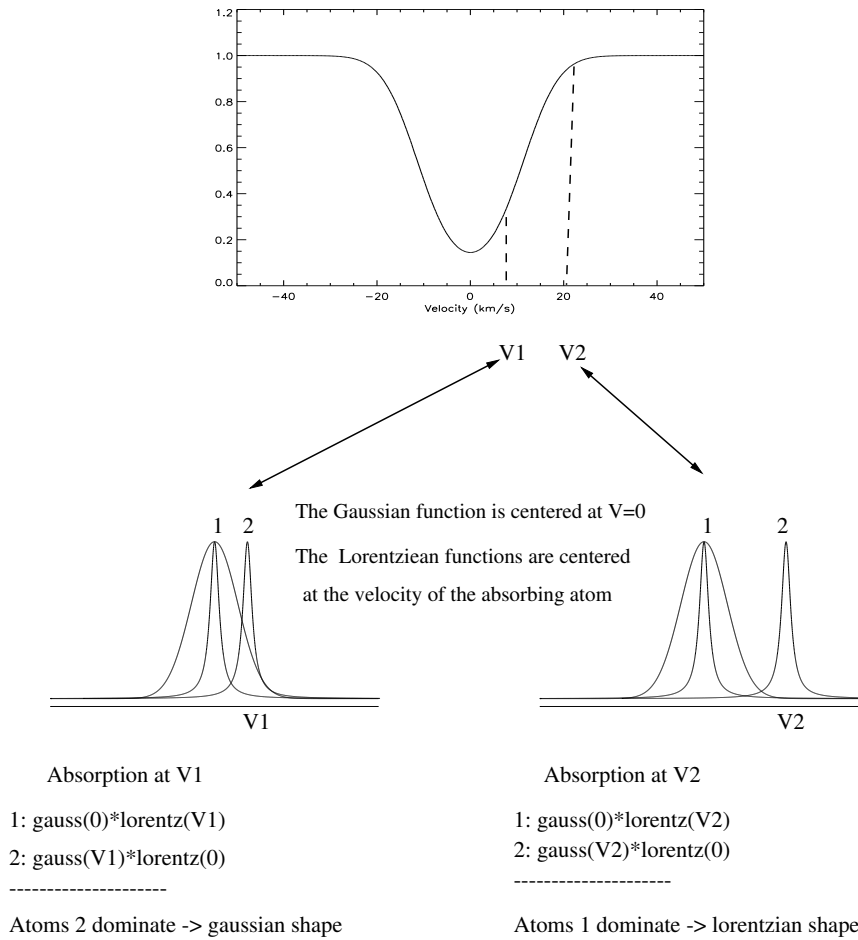 1.2
1.0
0.8
0.6
0.4
0.2
0.0
−40 −20 0 20 40
Velocity (km/s)
V1 V2
The Gaussian function is centered at V=0
The Lorentziean functions are centered
at the velocity of the absorbing atom
1 2
1 2
V1
V2
Absorption at V1
1: gauss(0)*lorentz(V1)
2: gauss(V1)*lorentz(0)
---------------------
Atoms 2 dominate -> gaussian shape
Absorption at V2
1: gauss(0)*lorentz(V2)
2: gauss(V2)*lorentz(0)
---------------------
Atoms 1 dominate -> lorentzian shape